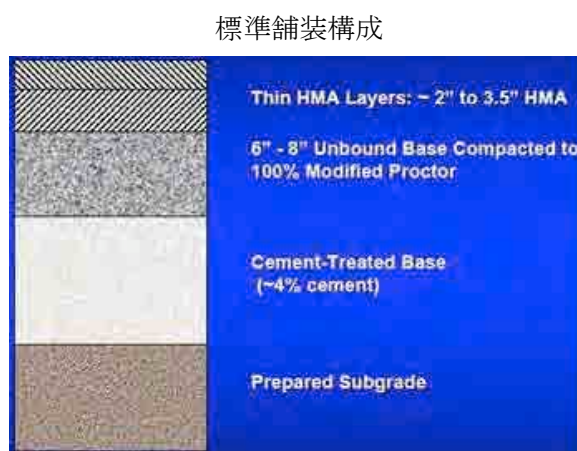 標準舗装構成
Thin HMA Layers: ~ 2" to 3.5" HMA
6" - 8" Unbound Base Compacted to
100% Modified Proctor
Cement-Treated Base
(~4% cement)
Prepared Subgrade